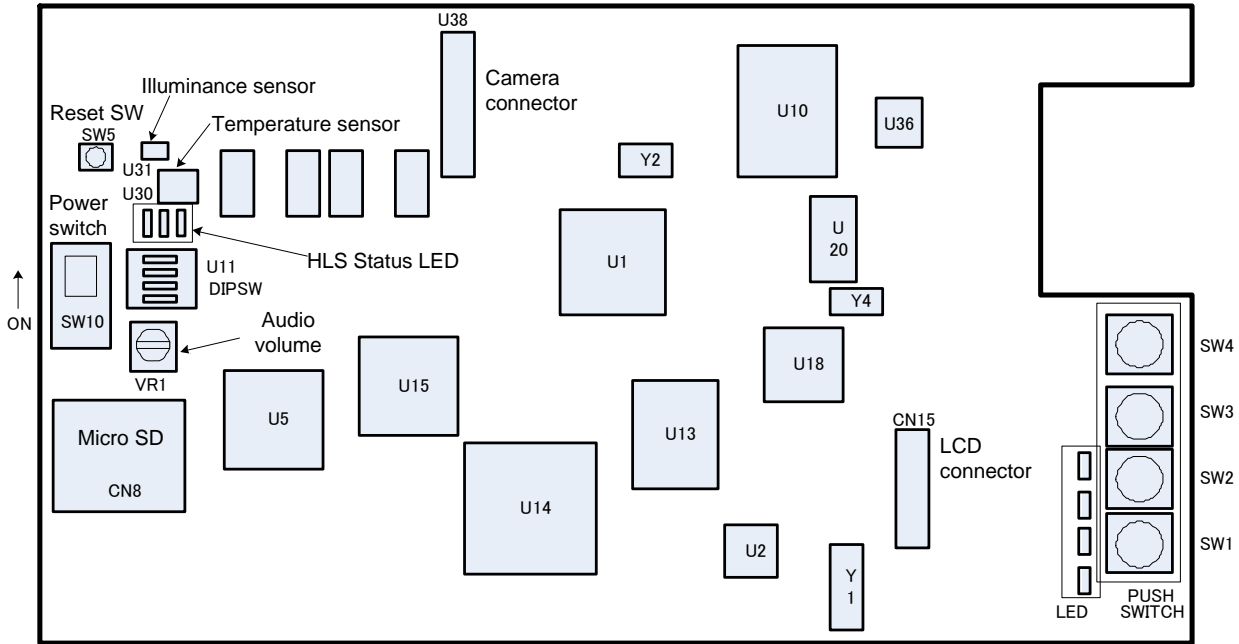 U38
Illuminance sensor
Camera
connector
Reset SW
SW5
Temperature sensor
U10
U36
Y2
U31
U30
Power
switch
HLS Status LED
U
20
U1
U11
DIPSW
Y4
ON
SW10
Audio
volume
VR1
SW4
U15
U18
U5
SW3
CN15
U13
LCD
connector
Micro SD
CN8
SW2
U14
SW1
U2
Y
1
LED
PUSH
SWITCH